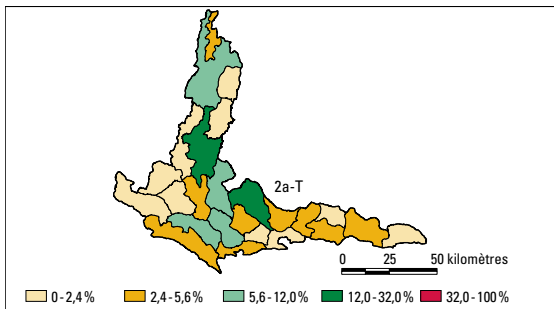 2a-T
0 25 50 kilomètres
0 - 2,4 % 2,4 - 5,6 % 5,6 - 12,0 % 12,0 - 32,0 % 32,0 - 100 %